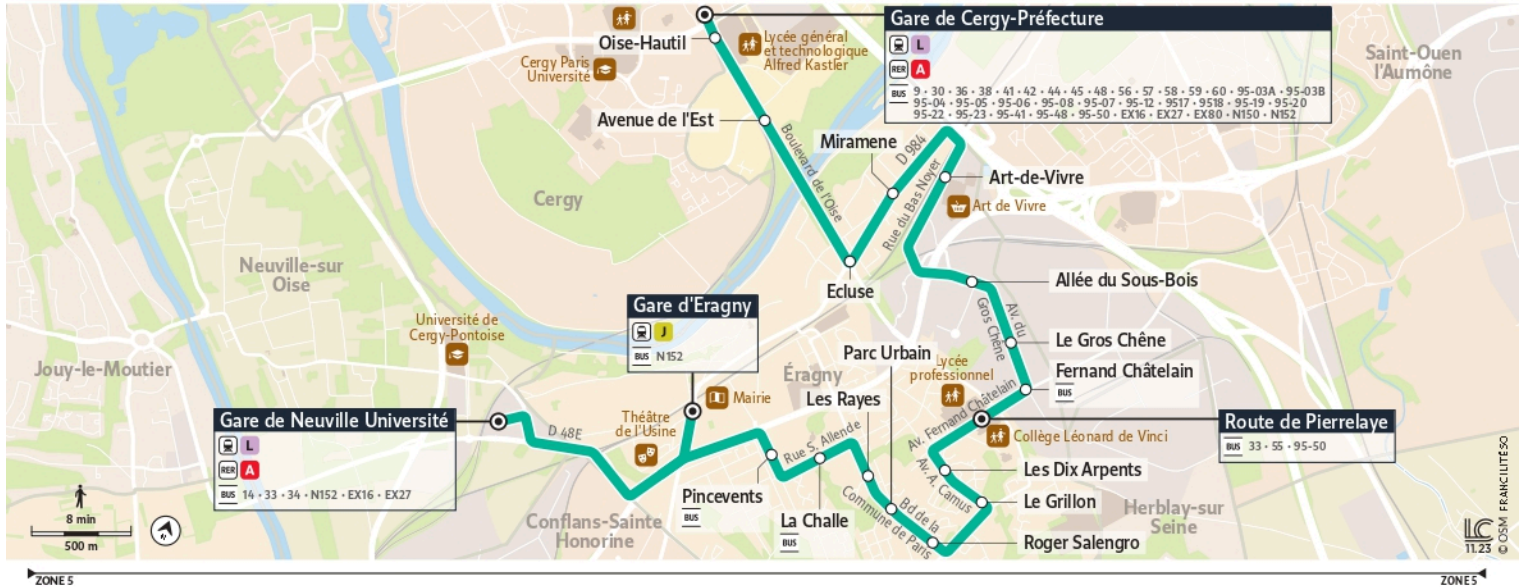 Gare de Cergy-Préfecture
L
RER A
BUS 9 · 30 · 36 · 38 · 41 · 42 · 44 · 45 · 48 · 56 · 57 · 58 · 59 · 60 · 95-03A · 95-03B
95-04 · 95-05 · 95-06 · 95-08 · 95-07 · 95-12 · 9517 · 9518 · 95-19 · 95-20
95-22 · 95-23 · 95-41 · 95-48 · 95-50 · EX16 · EX27 · EX80 · N150 · N152
Oise-Hautil
Lycée général
et technologique
Alfred Kastler
Cergy Paris
Université
Saint-Ouen
l'Aumône
Avenue de l'Est
Boulevard de l'Oise
Miramene
D 984
Rue du Bas Noyer
Art-de-Vivre
Art de Vivre
Cergy
Neuville-sur
Oise
Ecluse
Allée du Sous-Bois
Av. du
Gros Chêne
Gare d'Eragny
J
BUS N152
Université de
Cergy-Pontoise
Le Gros Chêne
Parc Urbain
Lycée
professionnel
Fernand Châtelain
BUS
Jouy-le-Moutier
Éragny
Mairie
Les Rayes
Av. Fernand Châtelain
Gare de Neuville Université
L
RER A
BUS 14 · 33 · 34 · N152 · EX16 · EX27
D 48E
Théâtre
de l'Usine
Rue S. Allende
Collège Léonard de Vinci
Route de Pierrelaye
BUS 33 · 55 · 95-50
Les Dix Arpents
Av. A. Camus
Pincevents
BUS
La Challe
BUS
Bd de la
Commune de Paris
Le Grillon
Herblay-sur
Seine
Conflans-Sainte
Honorine
Roger Salengro
8 min
500 m
LC
11.23
© OSM FRANCILITÉ SO
ZONE 5
ZONE 5